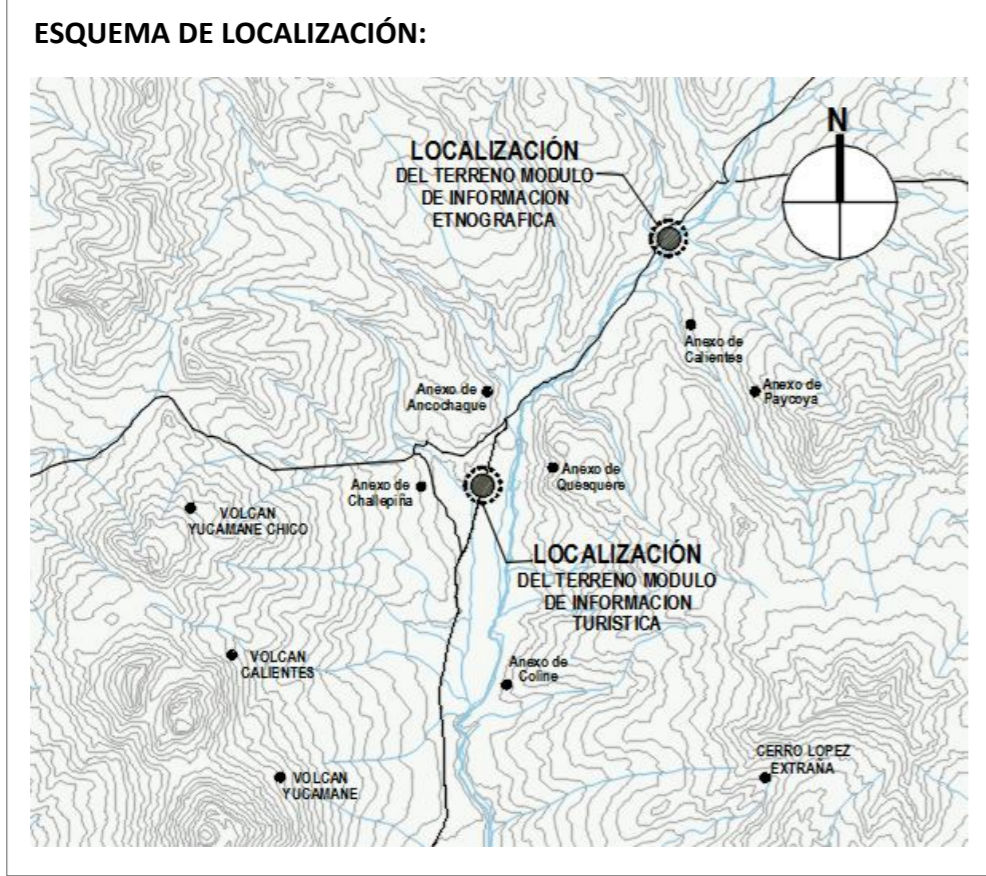 ESQUEMA DE LOCALIZACIÓN:
N
LOCALIZACIÓN
DEL TERRENO MODULO
DE INFORMACION
ETNOGRAFICA
Anexo de
Calientes
Anexo de
Ancochaque
Anexo de
Paycoya
Anexo de
Challepiña
Anexo de
Quesquere
VOLCAN
YUCAMANE CHICO
LOCALIZACIÓN
DEL TERRENO MODULO
DE INFORMACION
TURISTICA
VOLCAN
CALIENTES
Anexo de
Coline
VOLCAN
YUCAMANE
CERRO LOPEZ
EXTRAÑA